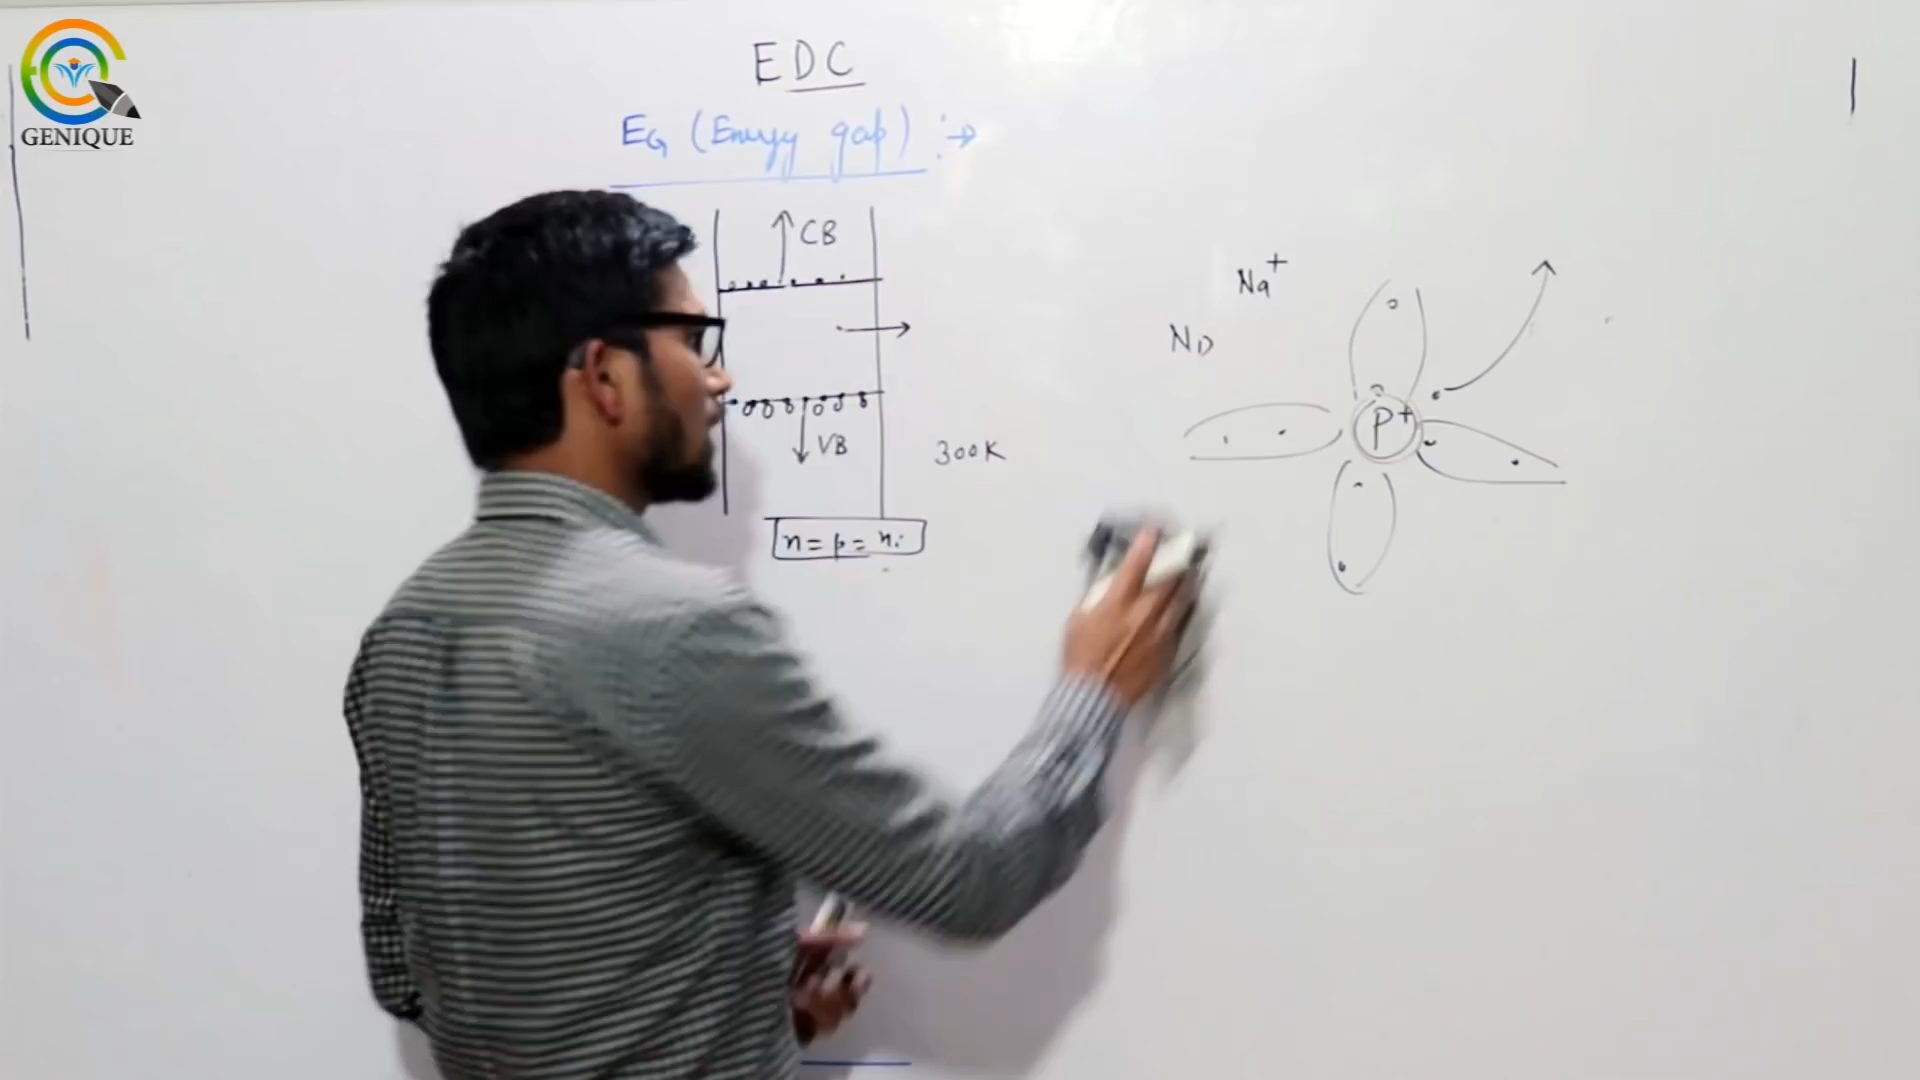 GENIQUE
EDC
EG (Energy gap) :→
CB
VB
300K
n = p = ni
Na+
ND
P+